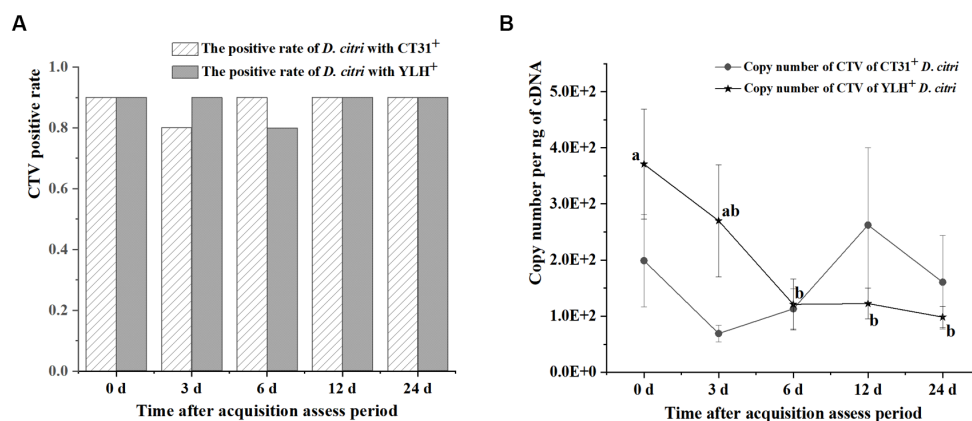 A
The positive rate of D. citri with CT31+
The positive rate of D. citri with YLH+
CTV positive rate
1.0
0.8
0.6
0.4
0.2
0.0
0 d
3 d
6 d
12 d
24 d
Time after acquisition assess period
B
Copy number of CTV of CT31+ D. citri
Copy number of CTV of YLH+ D. citri
Copy number per ng of cDNA
5.0E+2
4.0E+2
3.0E+2
2.0E+2
1.0E+2
0.0E+2
a
ab
b
b
b
0 d
3 d
6 d
12 d
24 d
Time after acquisition assess period